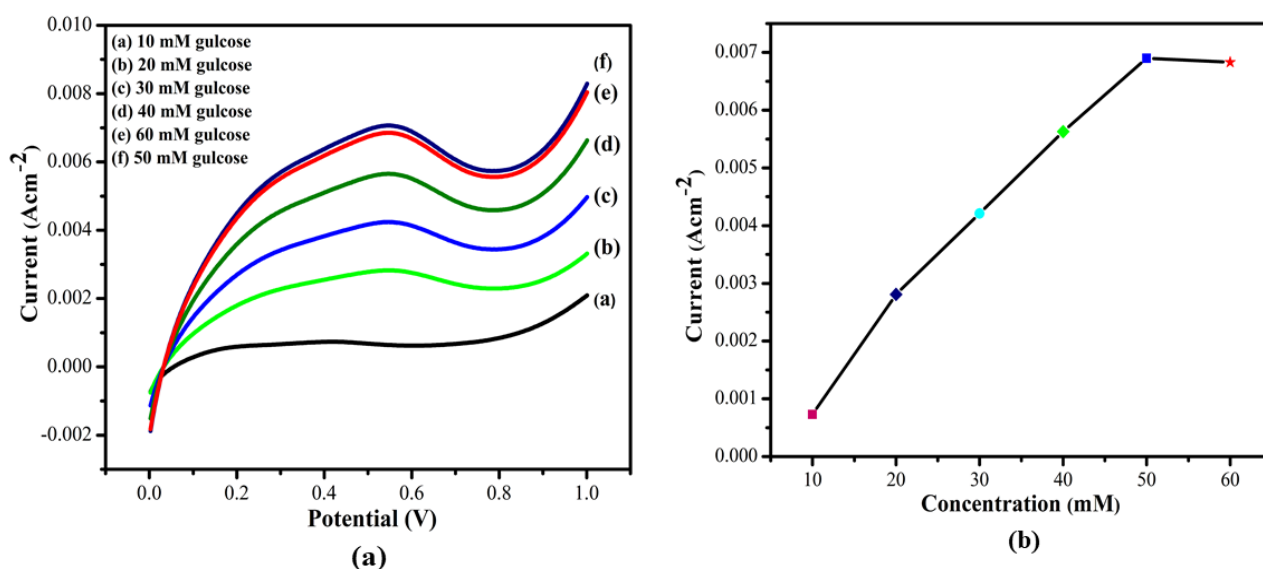 (a) 10 mM gulcose
(b) 20 mM gulcose
(c) 30 mM gulcose
(d) 40 mM gulcose
(e) 60 mM gulcose
(f) 50 mM gulcose
(f)
(e)
(d)
(c)
(b)
(a)
0.010
0.008
0.006
0.004
0.002
0.000
-0.002
Current (Acm⁻²)
0.0 0.2 0.4 0.6 0.8 1.0
Potential (V)
(a)
0.007
0.006
0.005
0.004
0.003
0.002
0.001
0.000
Current (Acm⁻²)
10 20 30 40 50 60
Concentration (mM)
(b)